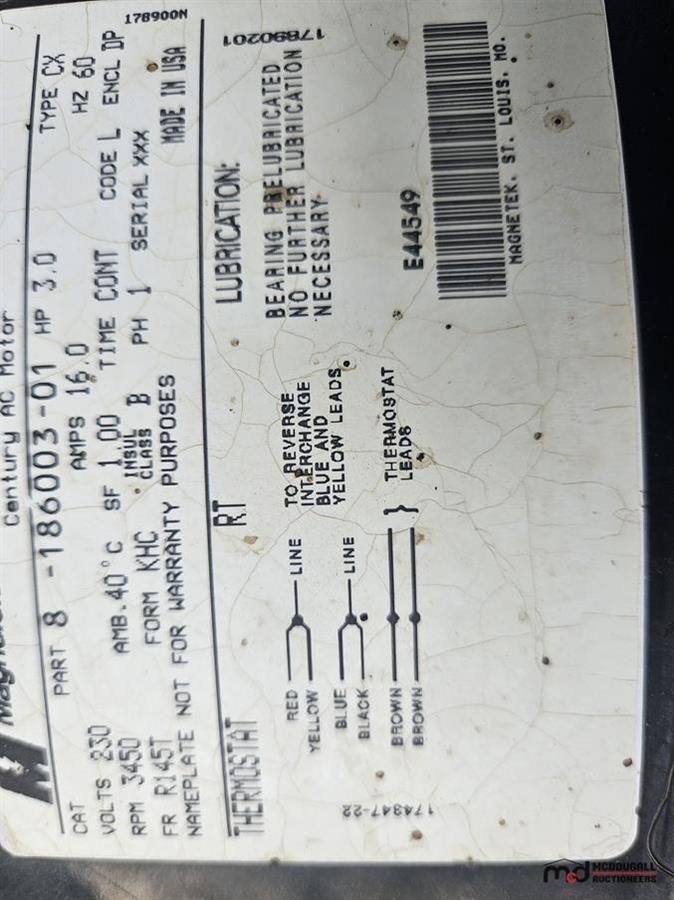 178900N
Century AC Motor
PART 8 -186003-01 HP 3.0 TYPE CX
CAT AMPS 16.0 HZ 60
VOLTS 230 AMB. 40°C SF 1.00 TIME CONT CODE L ENCL DP
RPM 3450 FORM KHC INSUL CLASS B PH 1 SERIAL XXX
FR R145T
MADE IN USA
NAMEPLATE NOT FOR WARRANTY PURPOSES
THERMOSTAT RT
LUBRICATION:
17890201
BEARING PRELUBRICATED
NO FURTHER LUBRICATION
NECESSARY
RED
YELLOW
LINE
BLUE
BLACK
LINE
TO REVERSE
INTERCHANGE
BLUE AND
YELLOW LEADS.
BROWN
BROWN
} THERMOSTAT
LEADS
E44549
MAGNETEK. ST. LOUIS. MO.
174347-22
McD MCDOUGALL
AUCTIONEERS